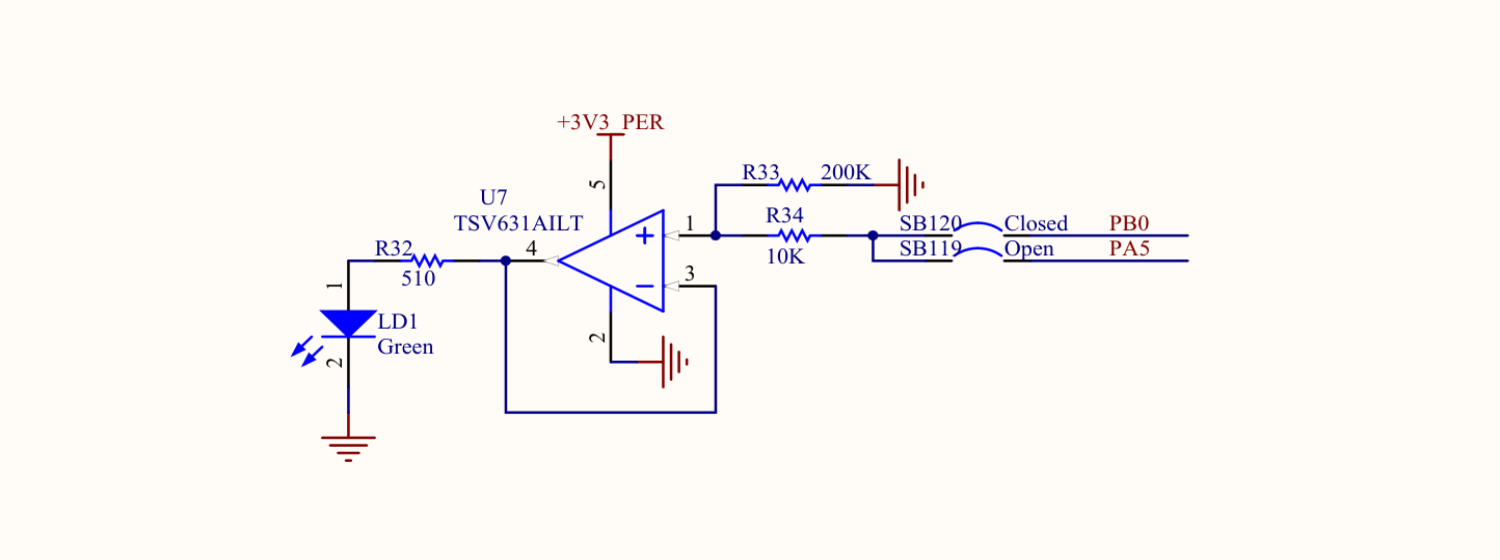 +3V3_PER
5
R33 200K
U7
TSV631AILT
1
R34
10K
SB120 Closed PB0
SB119 Open PA5
R32
510
4
3
1
LD1
Green
2
2
+
−